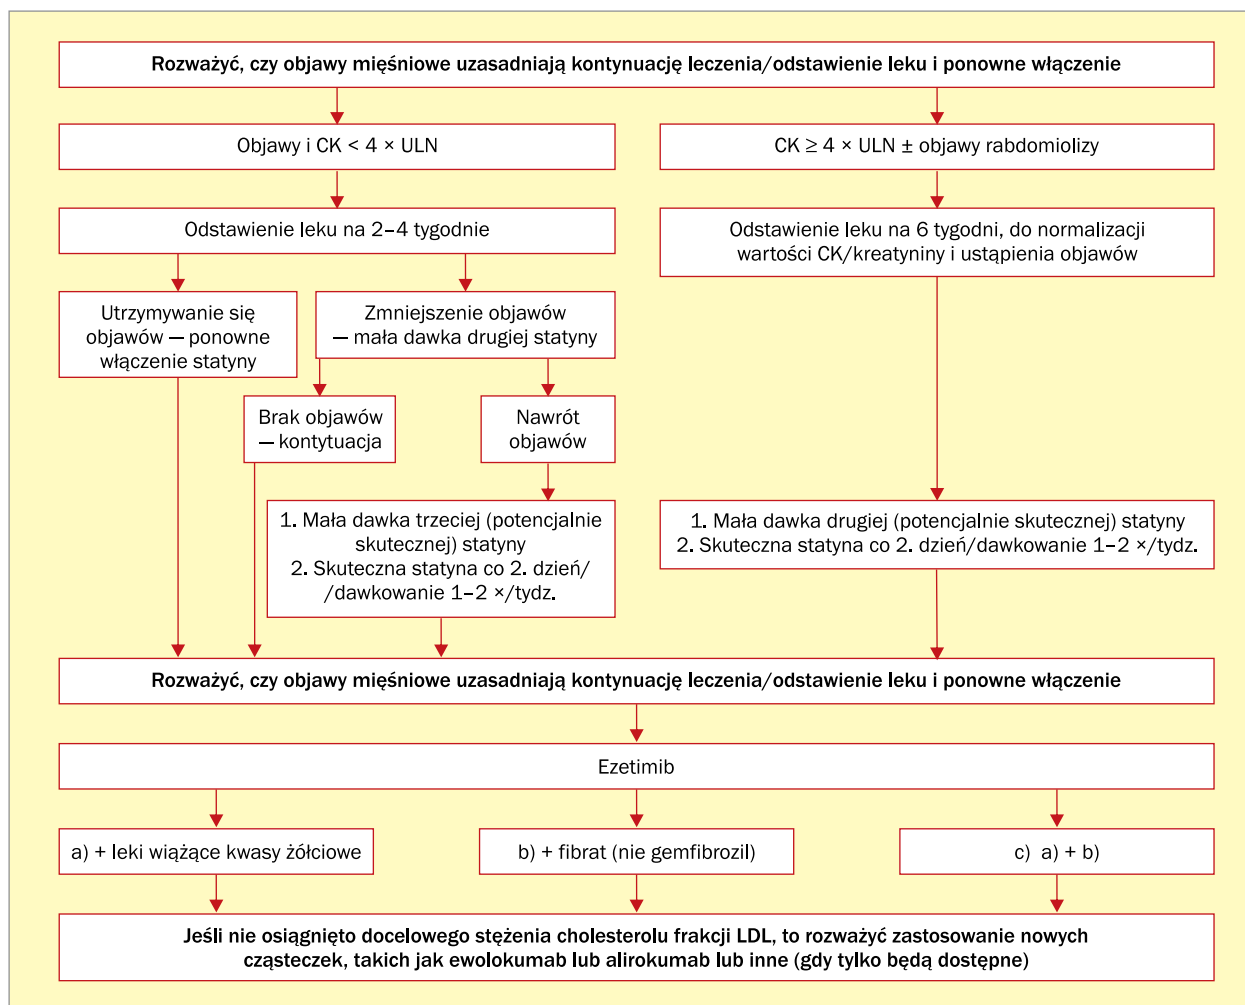 Rozważyć, czy objawy mięśniowe uzasadniają kontynuację leczenia/odstawienie leku i ponowne włączenie
Objawy i CK < 4 × ULN
CK ≥ 4 × ULN ± objawy rabdomiolizy
Odstawienie leku na 2–4 tygodnie
Odstawienie leku na 6 tygodni, do normalizacji
wartości CK/kreatyniny i ustąpienia objawów
Utrzymywanie się
objawów — ponowne
włączenie statyny
Zmniejszenie objawów
— mała dawka drugiej statyny
Brak objawów
— kontytuacja
Nawrót
objawów
1. Mała dawka trzeciej (potencjalnie
skutecznej) statyny
2. Skuteczna statyna co 2. dzień/
/dawkowanie 1–2 ×/tydz.
1. Mała dawka drugiej (potencjalnie skutecznej) statyny
2. Skuteczna statyna co 2. dzień/dawkowanie 1–2 ×/tydz.
Rozważyć, czy objawy mięśniowe uzasadniają kontynuację leczenia/odstawienie leku i ponowne włączenie
Ezetimib
a) + leki wiążące kwasy żółciowe
b) + fibrat (nie gemfibrozil)
c) a) + b)
Jeśli nie osiągnięto docelowego stężenia cholesterolu frakcji LDL, to rozważyć zastosowanie nowych
cząsteczek, takich jak ewolokumab lub alirokumab lub inne (gdy tylko będą dostępne)